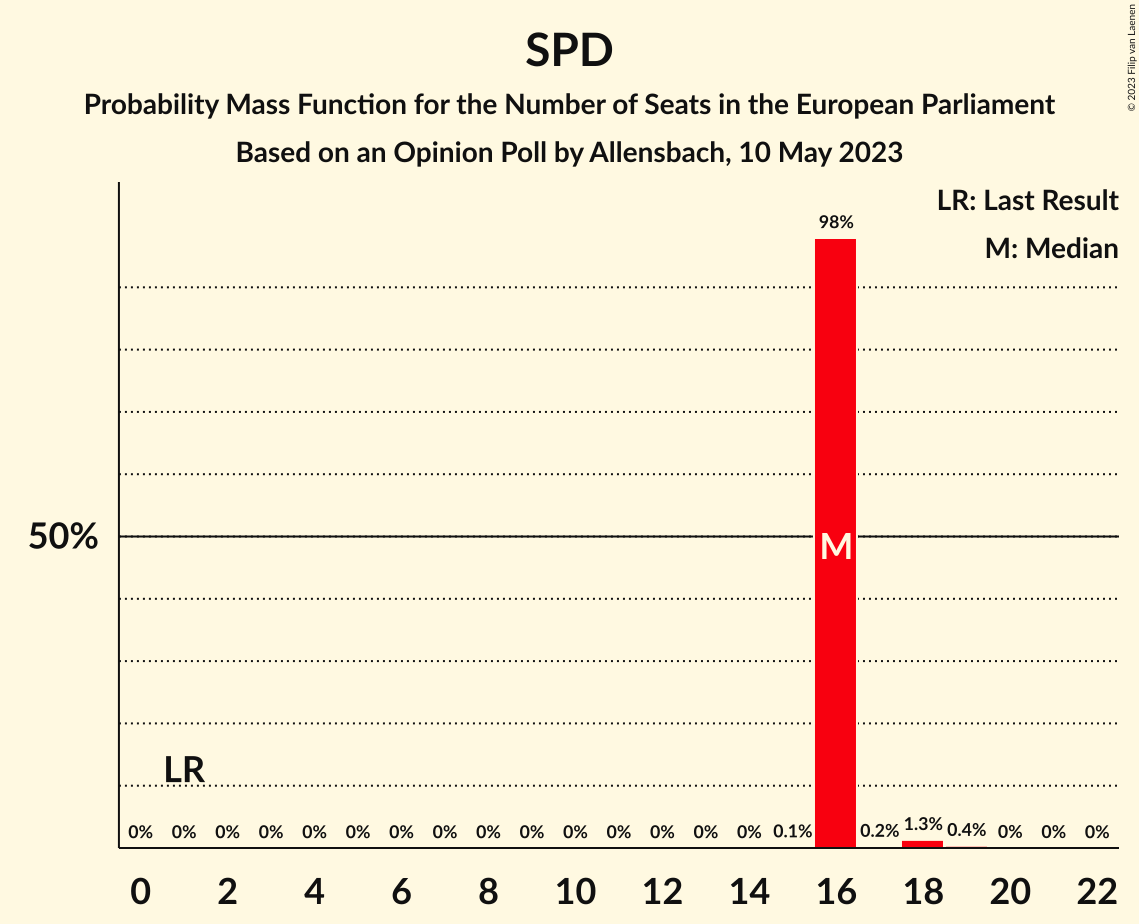 SPD
Probability Mass Function for the Number of Seats in the European Parliament
Based on an Opinion Poll by Allensbach, 10 May 2023
© 2023 Filip van Laenen
LR: Last Result
M: Median
98%
50%
M
LR
0% 0% 0% 0% 0% 0% 0% 0% 0% 0% 0% 0% 0% 0% 0% 0.1% 0.2% 1.3% 0.4% 0% 0% 0%
0 2 4 6 8 10 12 14 16 18 20 22